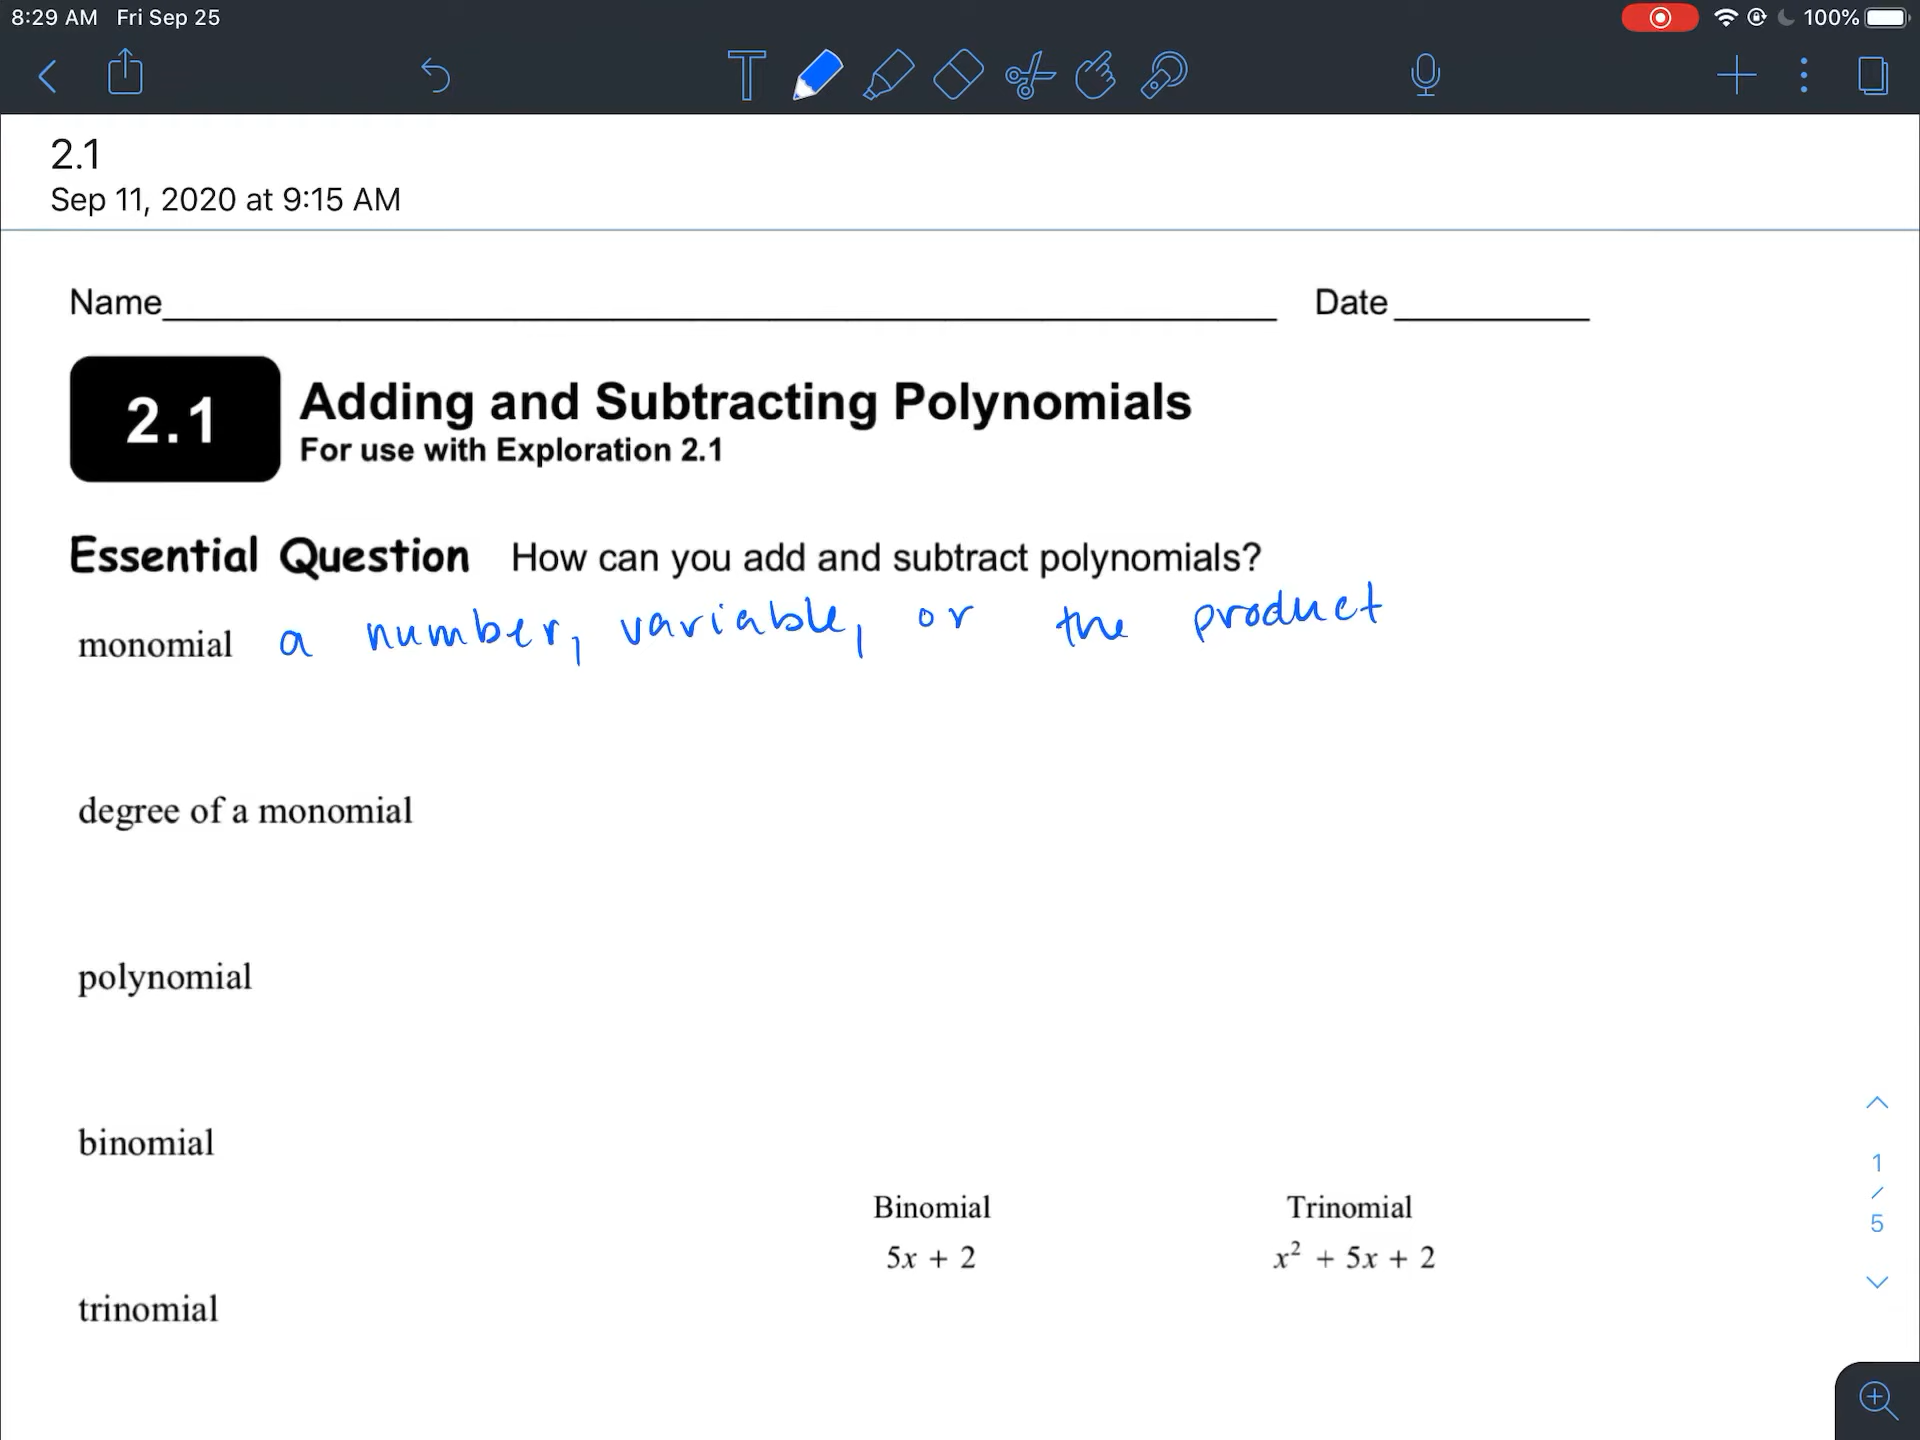 8:29 AM Fri Sep 25 100%
2.1
Sep 11, 2020 at 9:15 AM
Name Date
2.1 Adding and Subtracting Polynomials
For use with Exploration 2.1
Essential Question How can you add and subtract polynomials?
monomial a number, variable, or the product
degree of a monomial
polynomial
binomial
Binomial Trinomial
5x + 2 x² + 5x + 2
trinomial
1
/
5